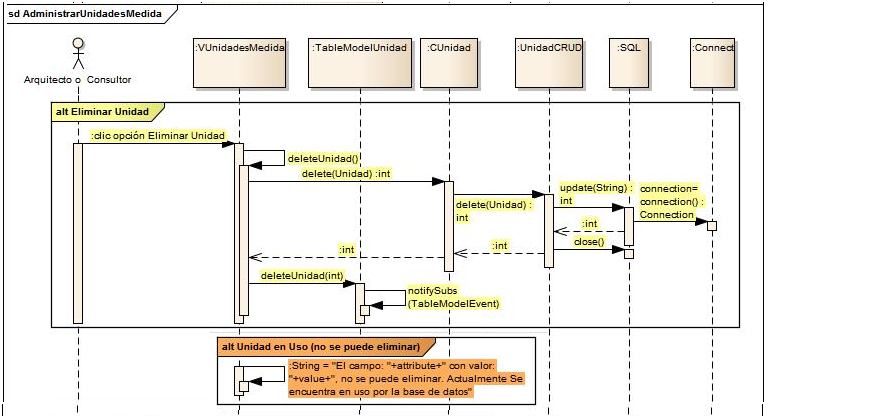 sd AdministrarUnidadesMedida
:VUnidadesMedida
:TableModelUnidad
:CUnidad
:UnidadCRUD
:SQL
:Connect
Arquitecto o Consultor
alt Eliminar Unidad
:clic opción Eliminar Unidad
deleteUnidad()
delete(Unidad) :int
delete(Unidad) :
int
update(String) :
int
connection=
connection() :
Connection
:int
close()
:int
:int
deleteUnidad(int)
notifySubs
(TableModelEvent)
alt Unidad en Uso (no se puede eliminar)
:String = "El campo: "+attribute+" con valor:
"+value+", no se puede eliminar. Actualmente Se
encuentra en uso por la base de datos"